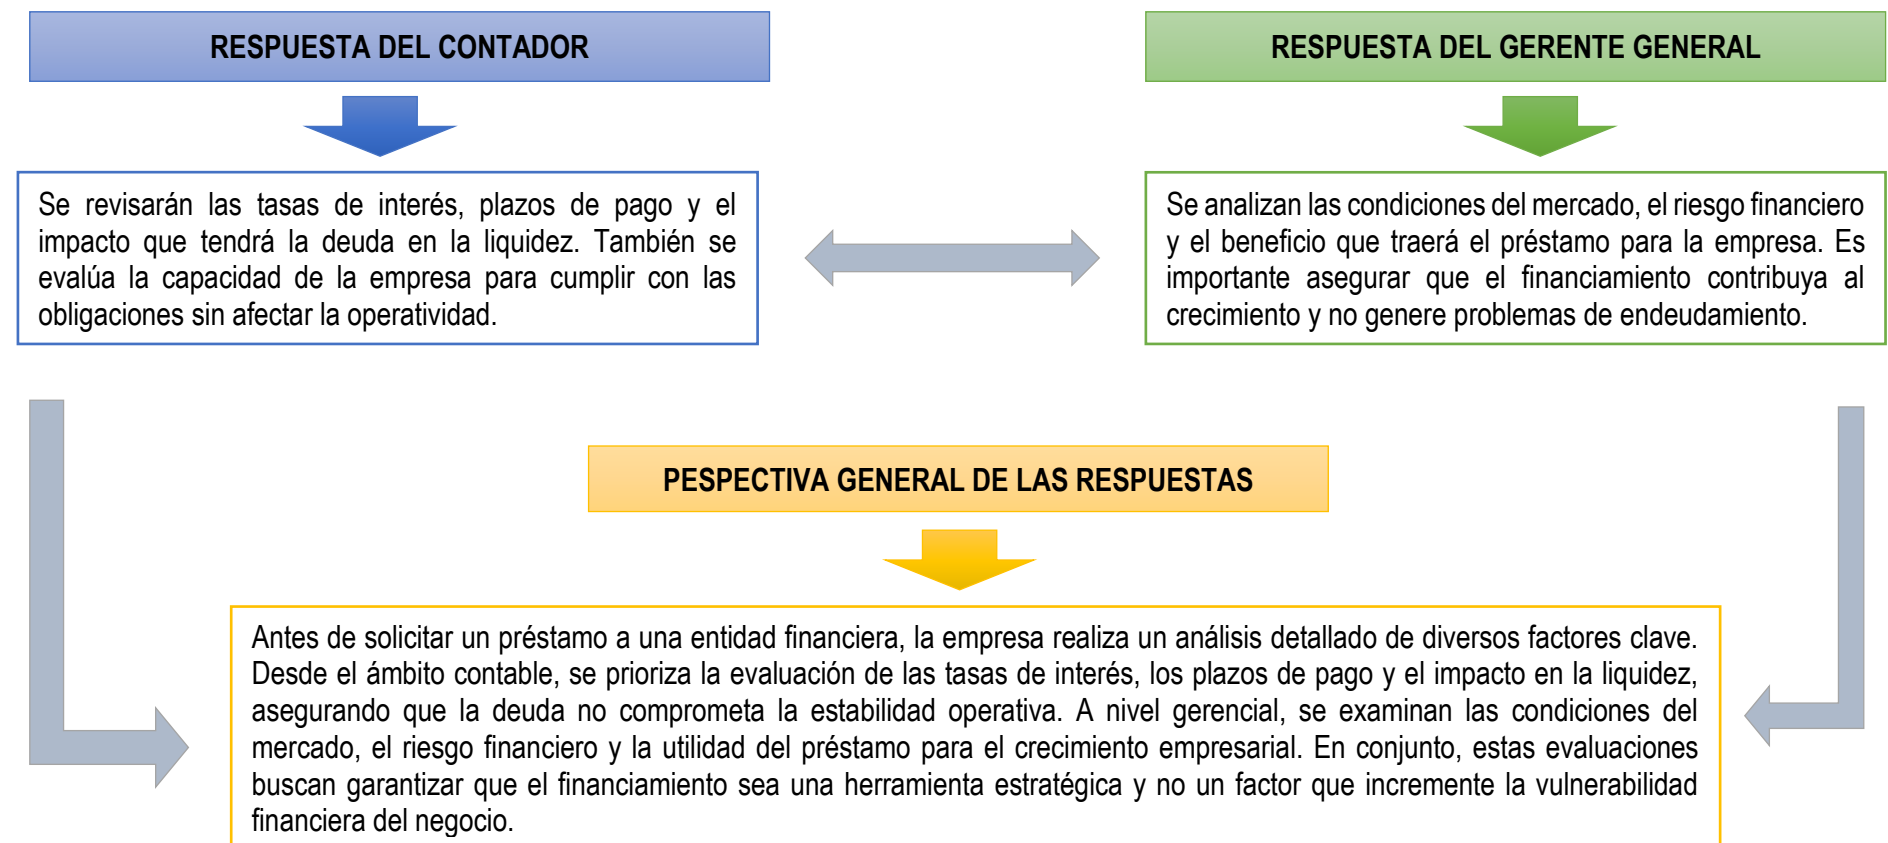 RESPUESTA DEL CONTADOR
Se revisarán las tasas de interés, plazos de pago y el
impacto que tendrá la deuda en la liquidez. También se
evalúa la capacidad de la empresa para cumplir con las
obligaciones sin afectar la operatividad.
RESPUESTA DEL GERENTE GENERAL
Se analizan las condiciones del mercado, el riesgo financiero
y el beneficio que traerá el préstamo para la empresa. Es
importante asegurar que el financiamiento contribuya al
crecimiento y no genere problemas de endeudamiento.
PESPECTIVA GENERAL DE LAS RESPUESTAS
Antes de solicitar un préstamo a una entidad financiera, la empresa realiza un análisis detallado de diversos factores clave.
Desde el ámbito contable, se prioriza la evaluación de las tasas de interés, los plazos de pago y el impacto en la liquidez,
asegurando que la deuda no comprometa la estabilidad operativa. A nivel gerencial, se examinan las condiciones del
mercado, el riesgo financiero y la utilidad del préstamo para el crecimiento empresarial. En conjunto, estas evaluaciones
buscan garantizar que el financiamiento sea una herramienta estratégica y no un factor que incremente la vulnerabilidad
financiera del negocio.